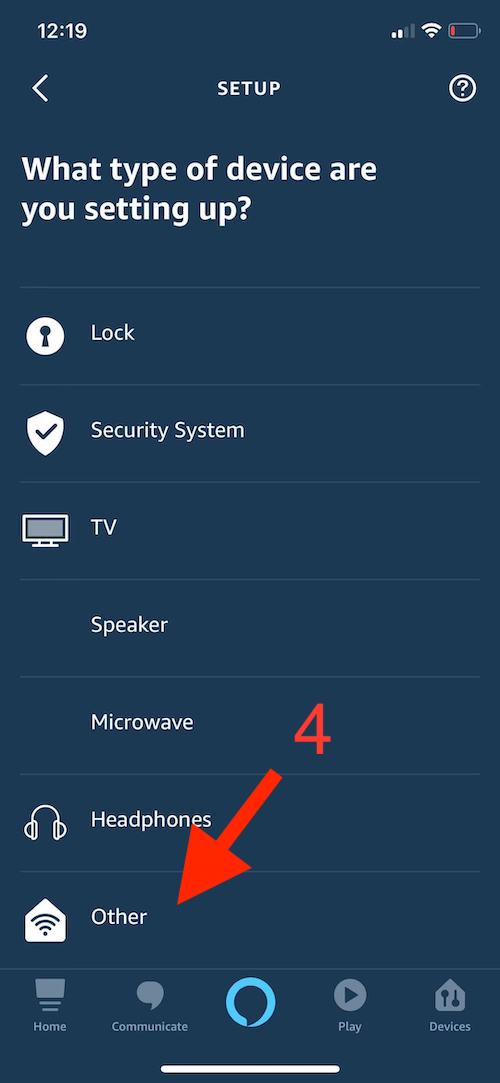 12:19
SETUP
What type of device are
you setting up?
Lock
Security System
TV
Speaker
Microwave
4
Headphones
Other
Home
Communicate
Play
Devices